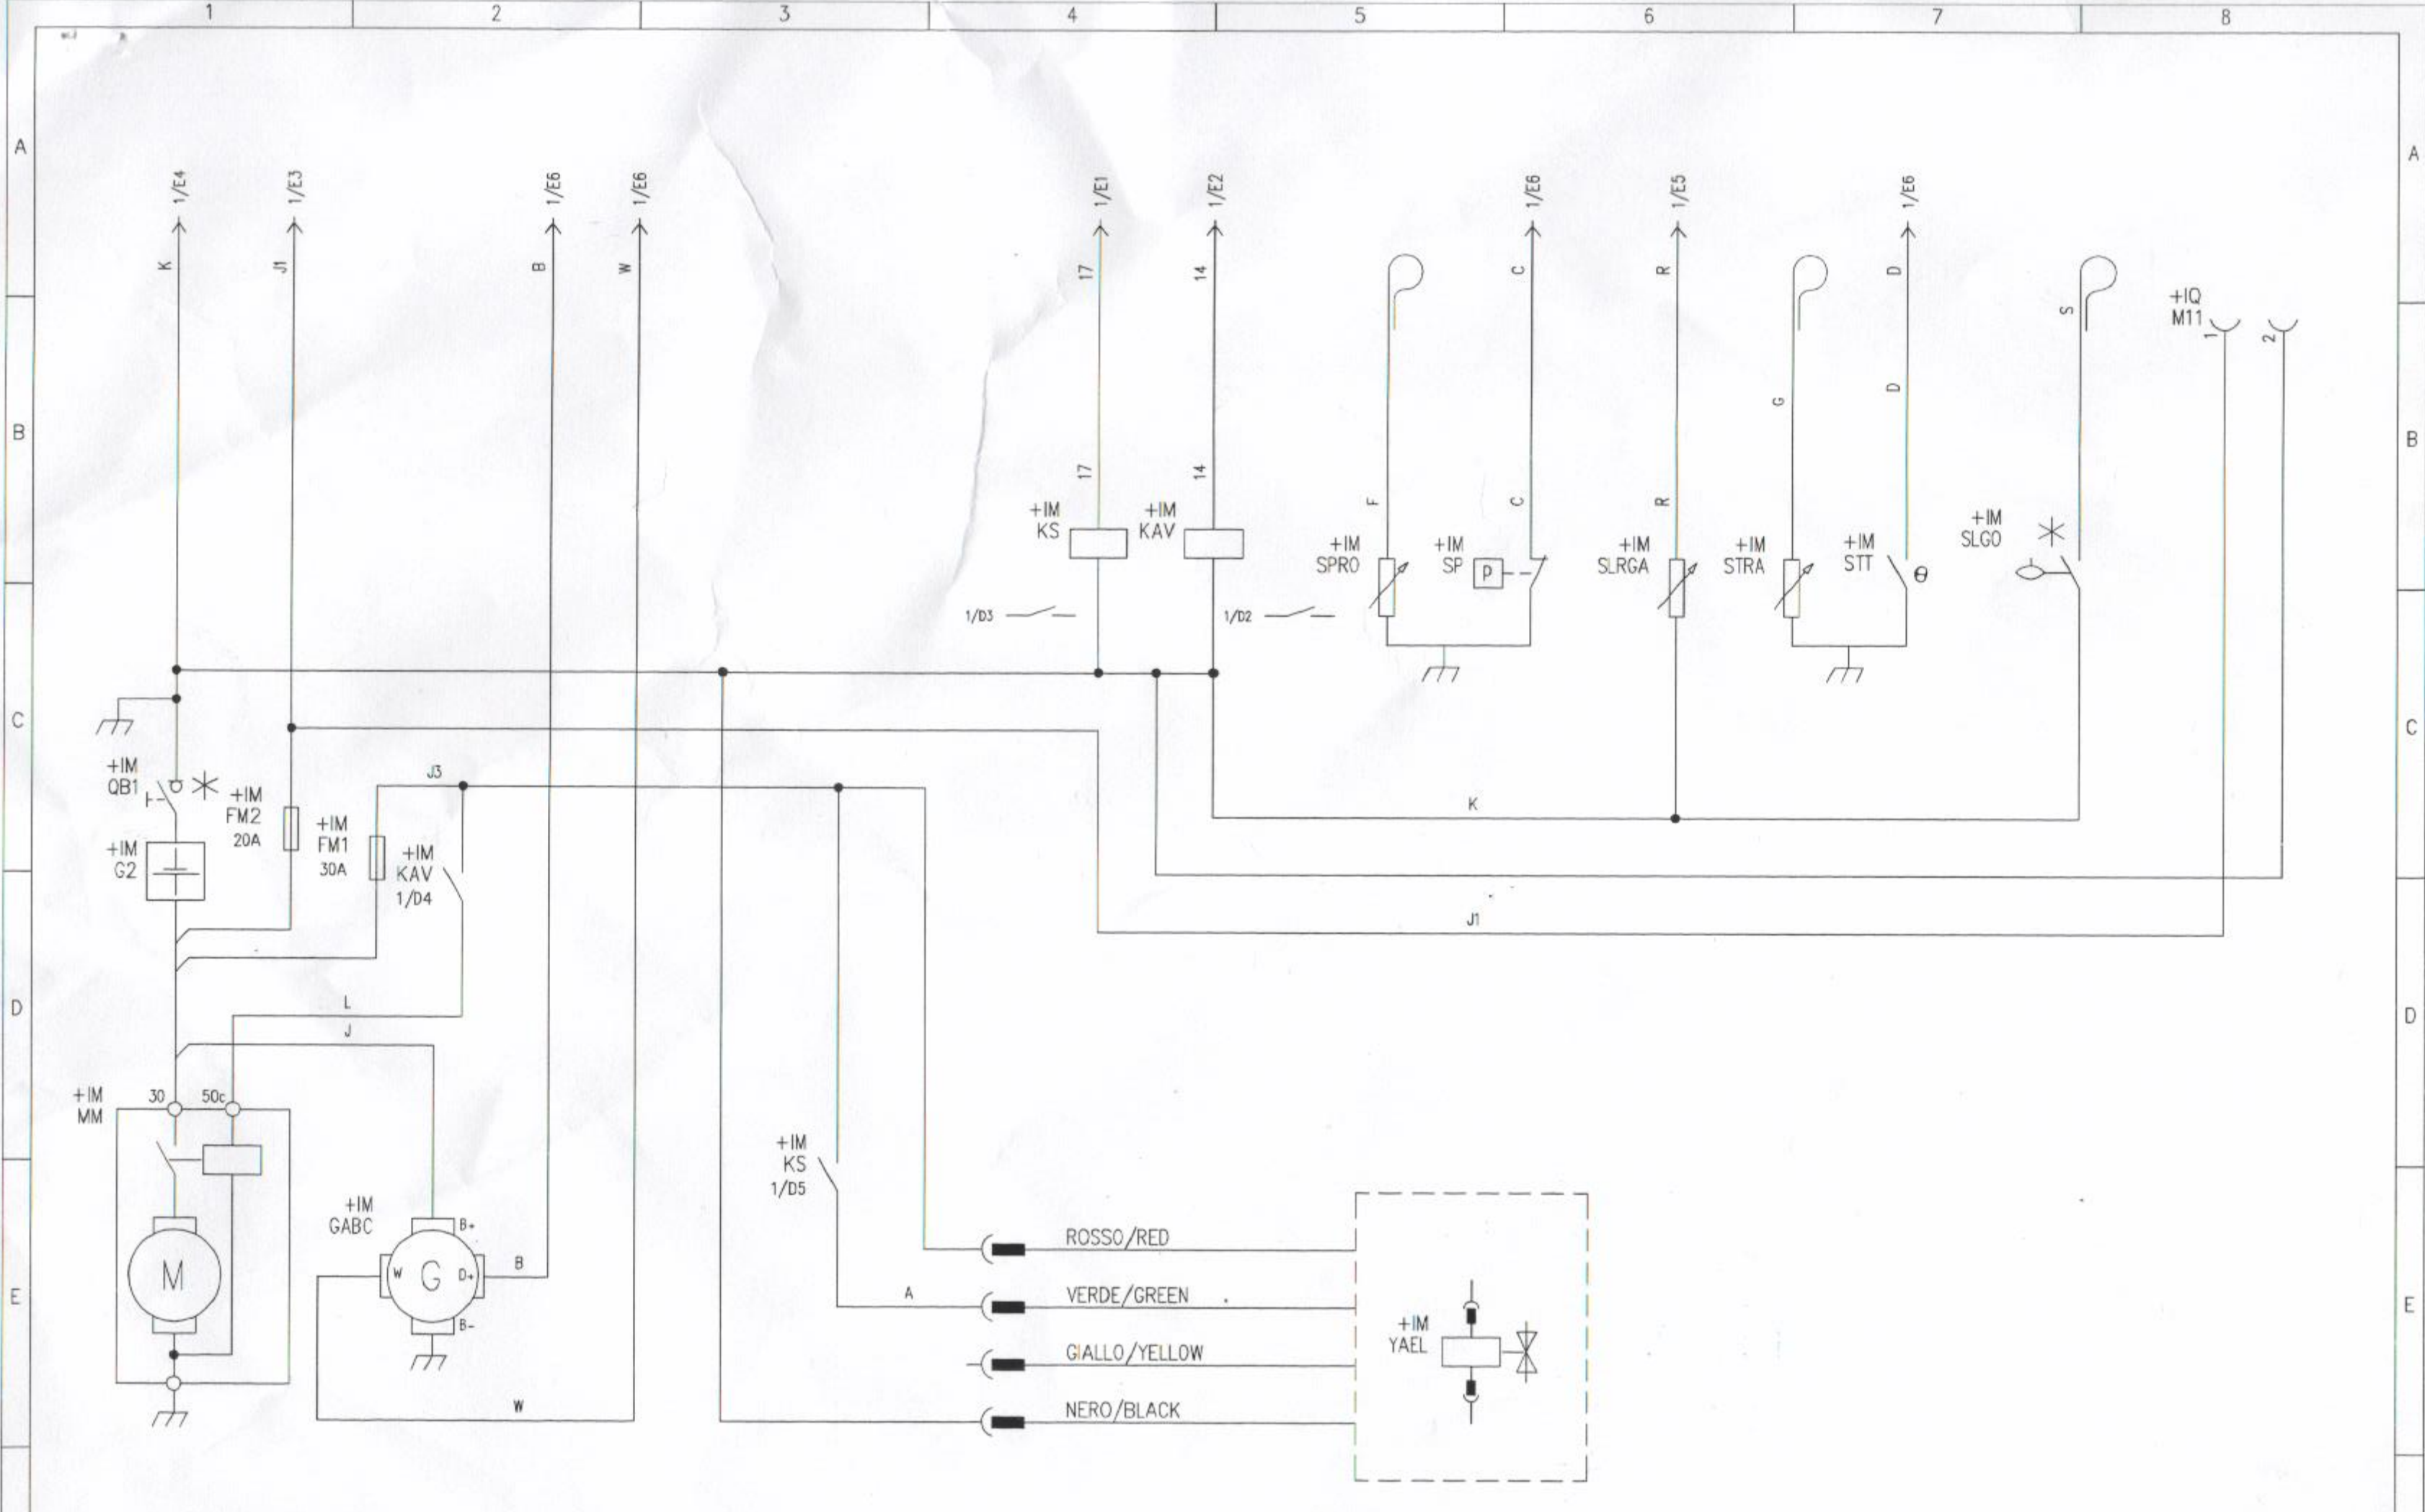 1 2 3 4 5 6 7 8
A A
1/E4 1/E3 1/E6 1/E6 1/E1 1/E2 1/E6 1/E5 1/E6
K J1 B W 17 14 C R D
S
+IQ
M11
1 2
B B
G D
17 14
F C R
+IM
KS
+IM
KAV
+IM
SPRO
+IM
SP
P
+IM
SLRGA
+IM
STRA
+IM
STT
θ
+IM
SLGO
1/D3 1/D2
C C
+IM
QB1
+IM
FM2
20A
+IM
FM1
30A
J3
K
+IM
G2
+IM
KAV
1/D4
J1
D D
L
J
+IM
MM
30 50c
M
+IM
GABC
B+
W G D+
B-
B
W
+IM
KS
1/D5
E E
A
ROSSO/RED
VERDE/GREEN
GIALLO/YELLOW
NERO/BLACK
+IM
YAEL